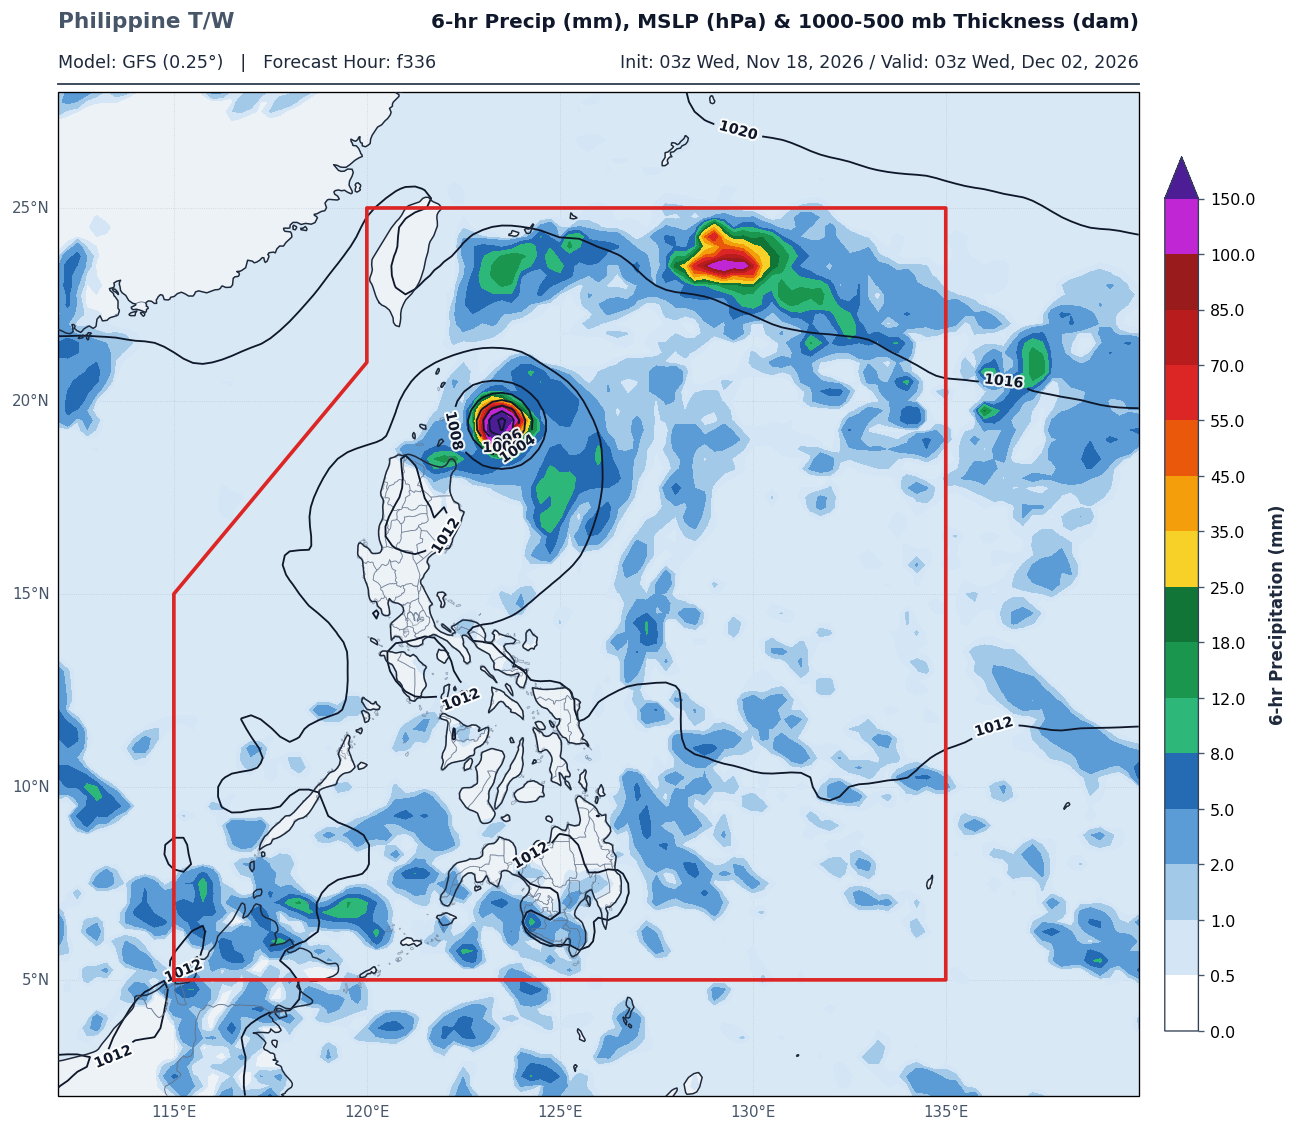 Philippine T/W
6-hr Precip (mm), MSLP (hPa) & 1000-500 mb Thickness (dam)
Model: GFS (0.25°) | Forecast Hour: f336
Init: 03z Wed, Nov 18, 2026 / Valid: 03z Wed, Dec 02, 2026
1020
25°N
1016
20°N
1008
996
1004
1012
15°N
1012
1012
10°N
1012
1012
5°N
1012
115°E
120°E
125°E
130°E
135°E
150.0
100.0
85.0
70.0
55.0
45.0
35.0
25.0
18.0
12.0
8.0
5.0
2.0
1.0
0.5
0.0
6-hr Precipitation (mm)